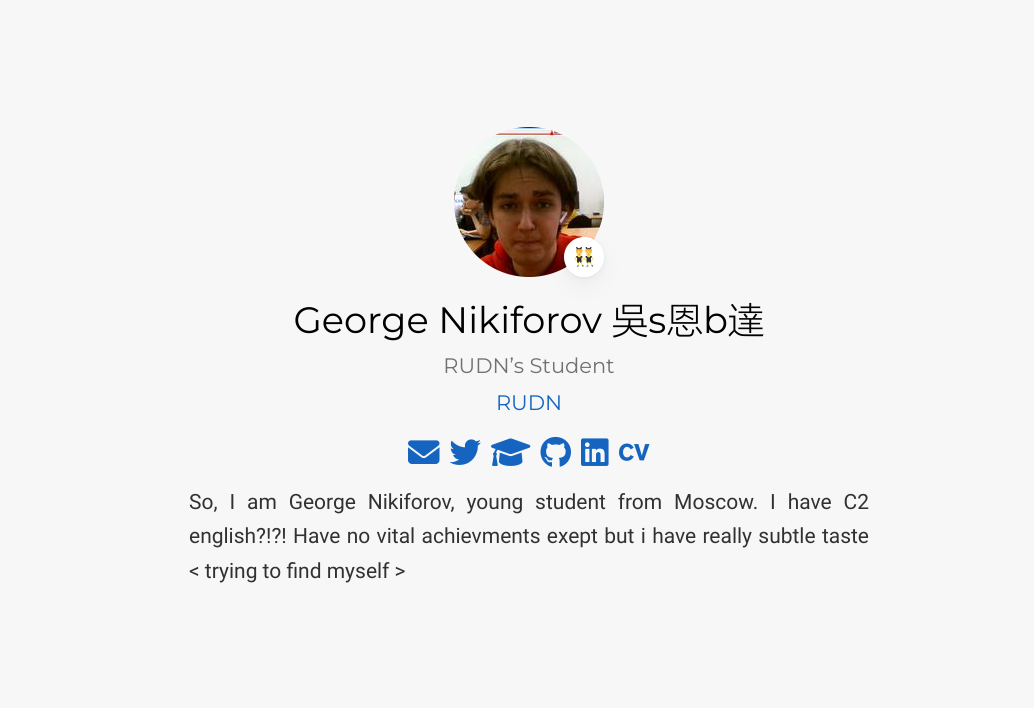 George Nikiforov 吳s恩b達
RUDN’s Student
RUDN
CV
So, I am George Nikiforov, young student from Moscow. I have C2
english?!?! Have no vital achievments exept but i have really subtle taste
< trying to find myself >